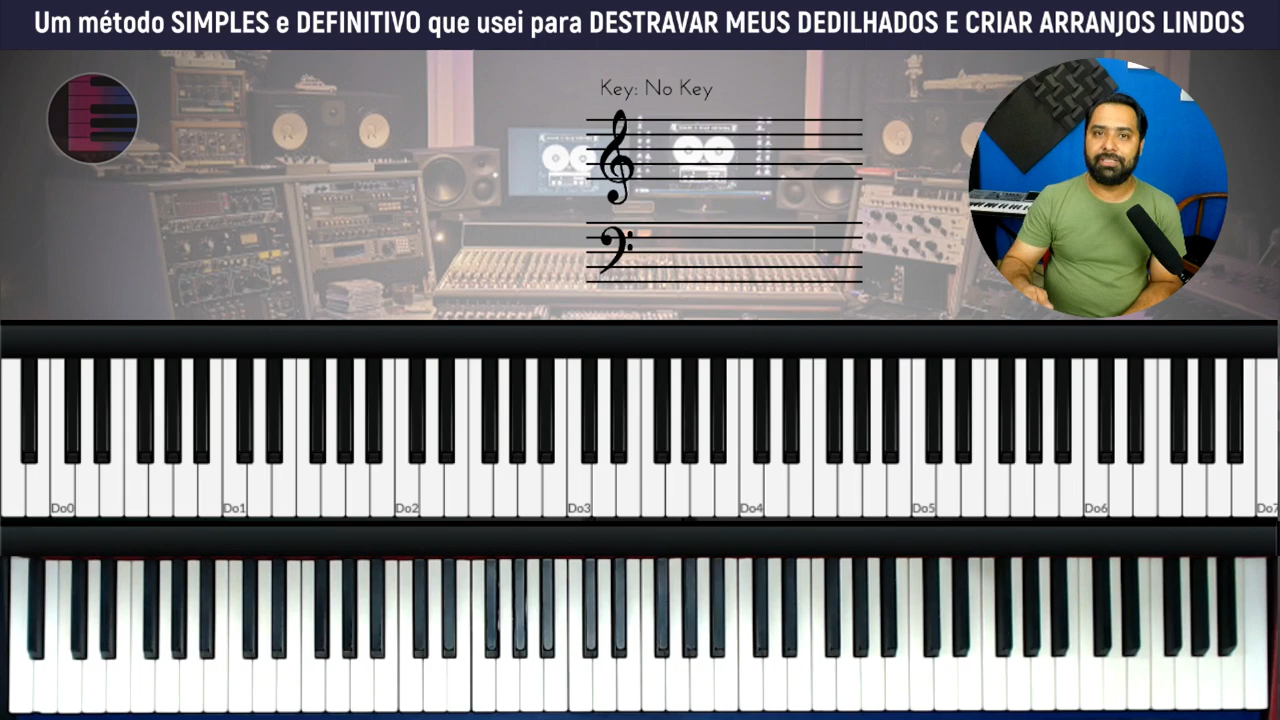 Um método SIMPLES e DEFINITIVO que usei para DESTRAVAR MEUS DEDILHADOS E CRIAR ARRANJOS LINDOS
Key: No Key
Do0 Do1 Do2 Do3 Do4 Do5 Do6 Do7